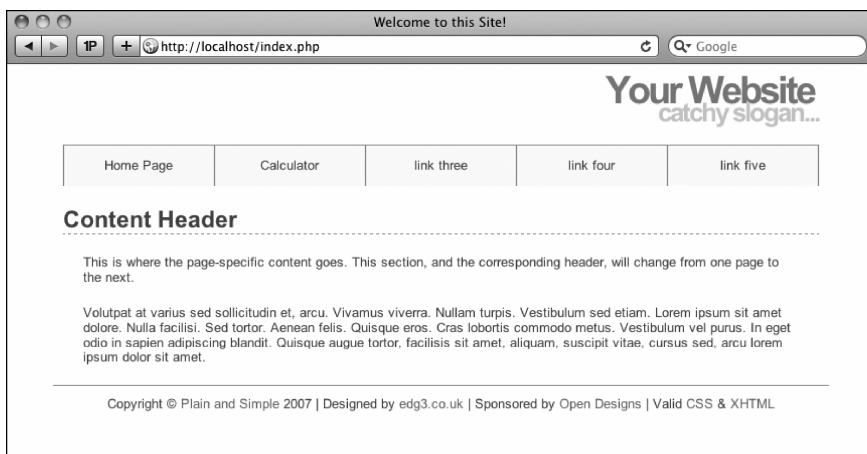 Welcome to this Site!
1P + http://localhost/index.php Google
Your Website
catchy slogan...
Home Page Calculator link three link four link five
Content Header
This is where the page-specific content goes. This section, and the corresponding header, will change from one page to
the next.
Volutpat at varius sed sollicitudin et, arcu. Vivamus viverra. Nullam turpis. Vestibulum sed etiam. Lorem ipsum sit amet
dolore. Nulla facilisi. Sed tortor. Aenean felis. Quisque eros. Cras lobortis commodo metus. Vestibulum vel purus. In eget
odio in sapien adipiscing blandit. Quisque augue tortor, facilisis sit amet, aliquam, suscipit vitae, cursus sed, arcu lorem
ipsum dolor sit amet.
Copyright © Plain and Simple 2007 | Designed by edg3.co.uk | Sponsored by Open Designs | Valid CSS & XHTML